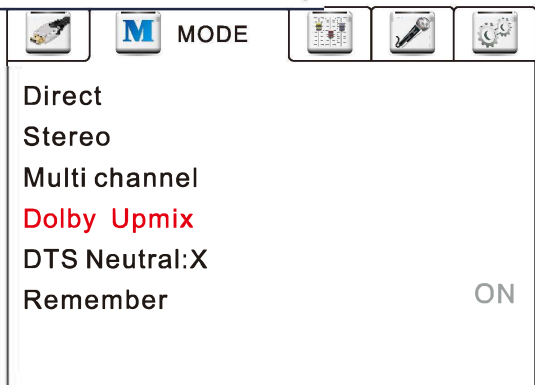 M MODE
Direct
Stereo
Multi channel
Dolby Upmix
DTS Neutral:X
Remember ON